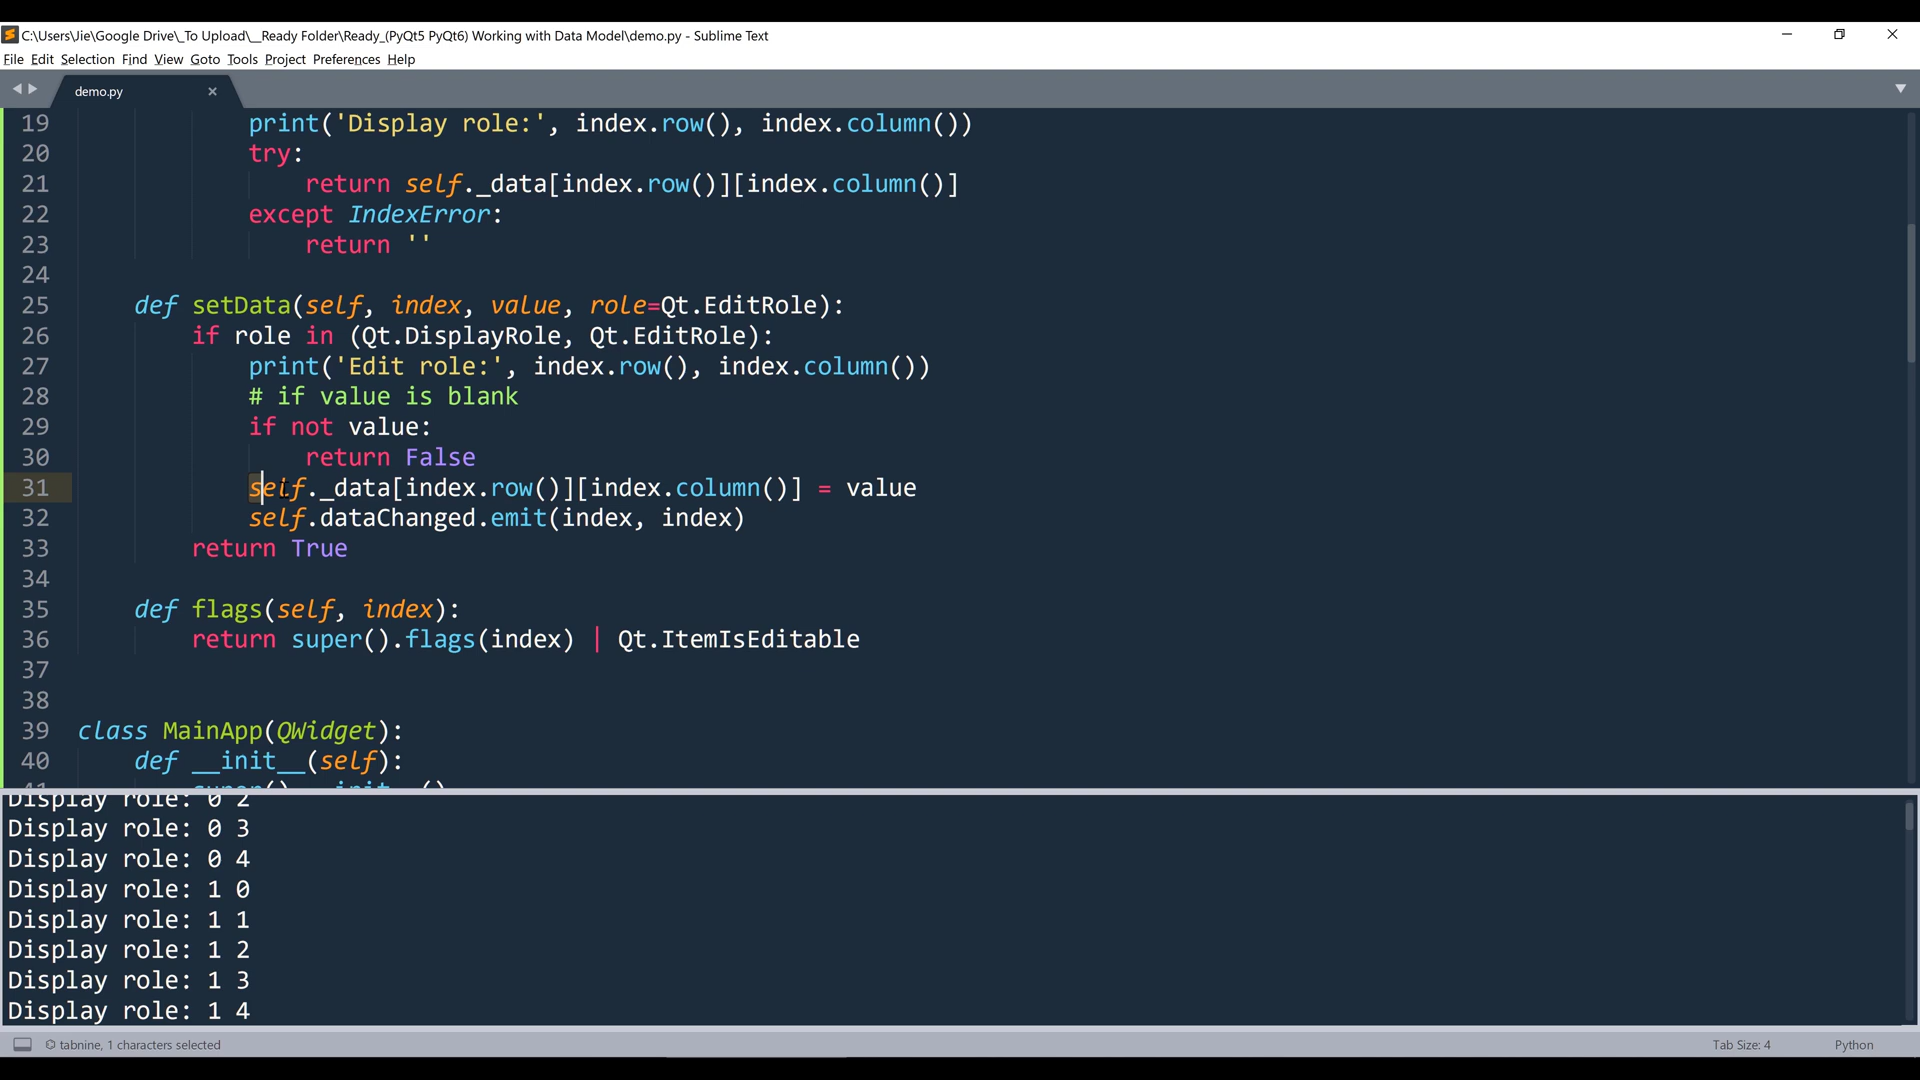 C:\Users\Jie\Google Drive\_To Upload\__Ready Folder\Ready_(PyQt5 PyQt6) Working with Data Model\demo.py - Sublime Text
File Edit Selection Find View Goto Tools Project Preferences Help
demo.py
19 print('Display role:', index.row(), index.column())
20 try:
21 return self._data[index.row()][index.column()]
22 except IndexError:
23 return ''
24
25 def setData(self, index, value, role=Qt.EditRole):
26 if role in (Qt.DisplayRole, Qt.EditRole):
27 print('Edit role:', index.row(), index.column())
28 # if value is blank
29 if not value:
30 return False
31 self._data[index.row()][index.column()] = value
32 self.dataChanged.emit(index, index)
33 return True
34
35 def flags(self, index):
36 return super().flags(index) | Qt.ItemIsEditable
37
38
39 class MainApp(QWidget):
40 def __init__(self):
41 super().__init__()
Display role: 0 2
Display role: 0 3
Display role: 0 4
Display role: 1 0
Display role: 1 1
Display role: 1 2
Display role: 1 3
Display role: 1 4
tabnine, 1 characters selected
Tab Size: 4
Python